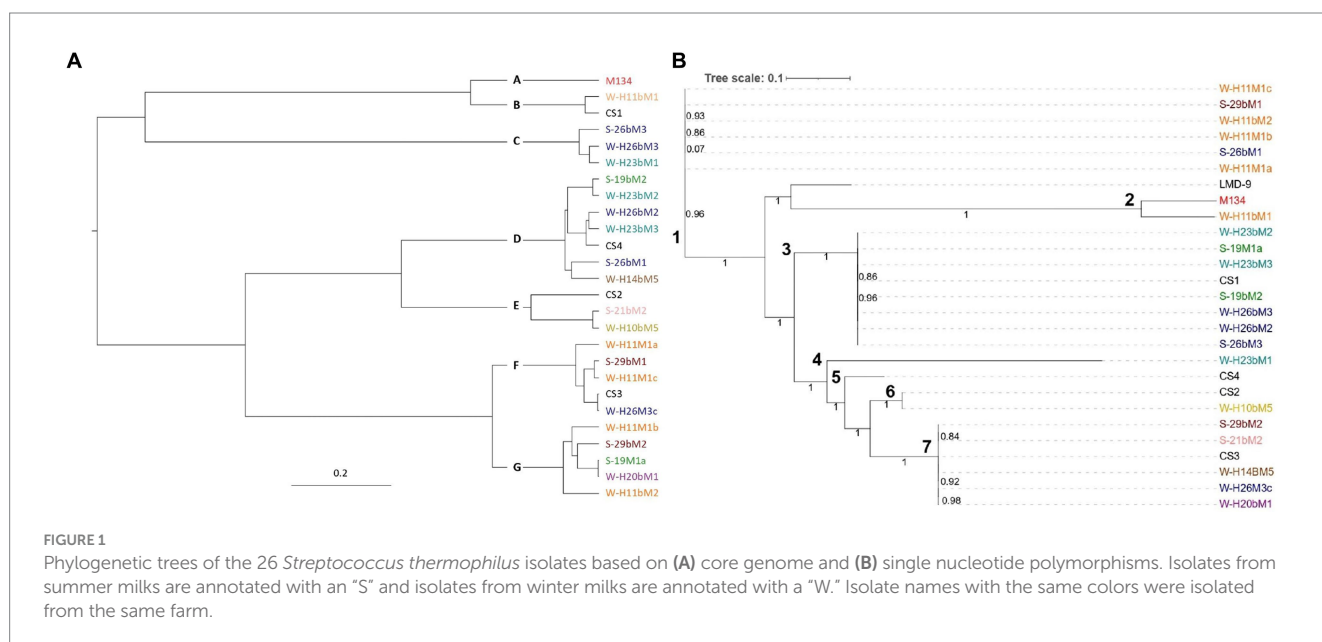 A
A
M134
W-H11bM1
B
CS1
S-26bM3
C
W-H26bM3
W-H23bM1
S-19bM2
W-H23bM2
W-H26bM2
D
W-H23bM3
CS4
S-26bM1
W-H14bM5
CS2
E
S-21bM2
W-H10bM5
W-H11M1a
F
S-29bM1
W-H11M1c
CS3
W-H26M3c
W-H11M1b
S-29bM2
G
S-19M1a
W-H20bM1
W-H11bM2
0.2
B
Tree scale: 0.1
W-H11M1c
S-29bM1
0.93
W-H11bM2
0.86
W-H11M1b
0.07
S-26bM1
W-H11M1a
LMD-9
1
2
M134
1
W-H11bM1
0.96
1
W-H23bM2
3
S-19M1a
1
1
W-H23bM3
0.86
CS1
0.96
S-19bM2
W-H26bM3
1
W-H26bM2
S-26bM3
4
W-H23bM1
5
CS4
1
6
CS2
1
1
W-H10bM5
S-29bM2
1
0.84
S-21bM2
7
CS3
1
W-H14BM5
0.92
W-H26M3c
0.98
W-H20bM1
FIGURE 1
Phylogenetic trees of the 26 Streptococcus thermophilus isolates based on (A) core genome and (B) single nucleotide polymorphisms. Isolates from
summer milks are annotated with an “S” and isolates from winter milks are annotated with a “W.” Isolate names with the same colors were isolated
from the same farm.